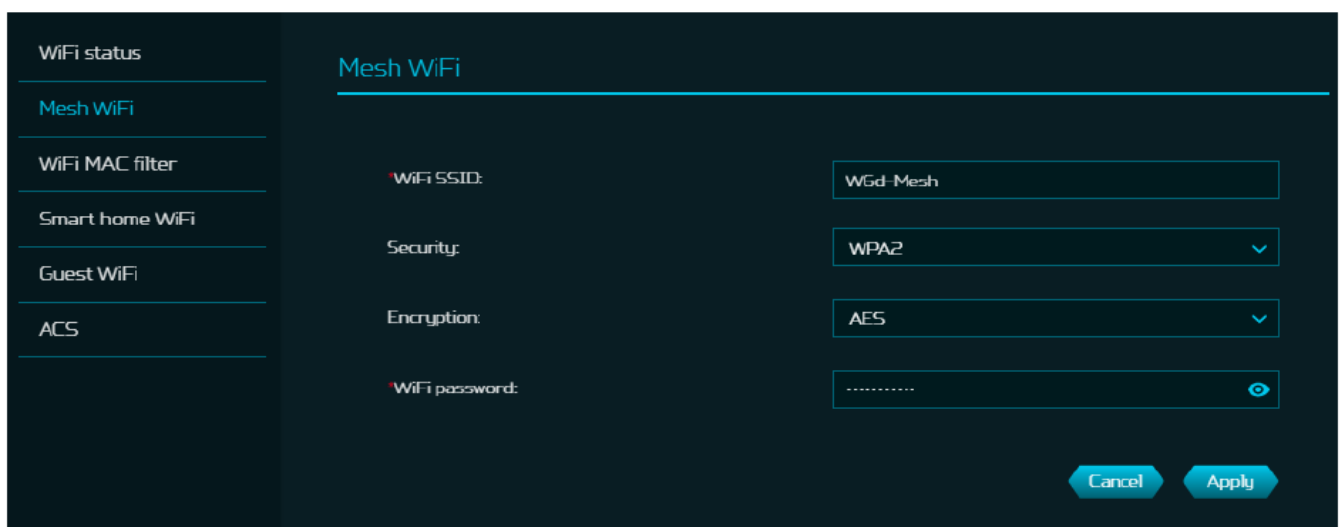 WiFi status
Mesh WiFi
WiFi MAC filter
Smart home WiFi
Guest WiFi
ACS
Mesh WiFi
*WiFi SSID: W6d-Mesh
Security: WPA2
Encryption: AES
*WiFi password: ···········
Cancel Apply